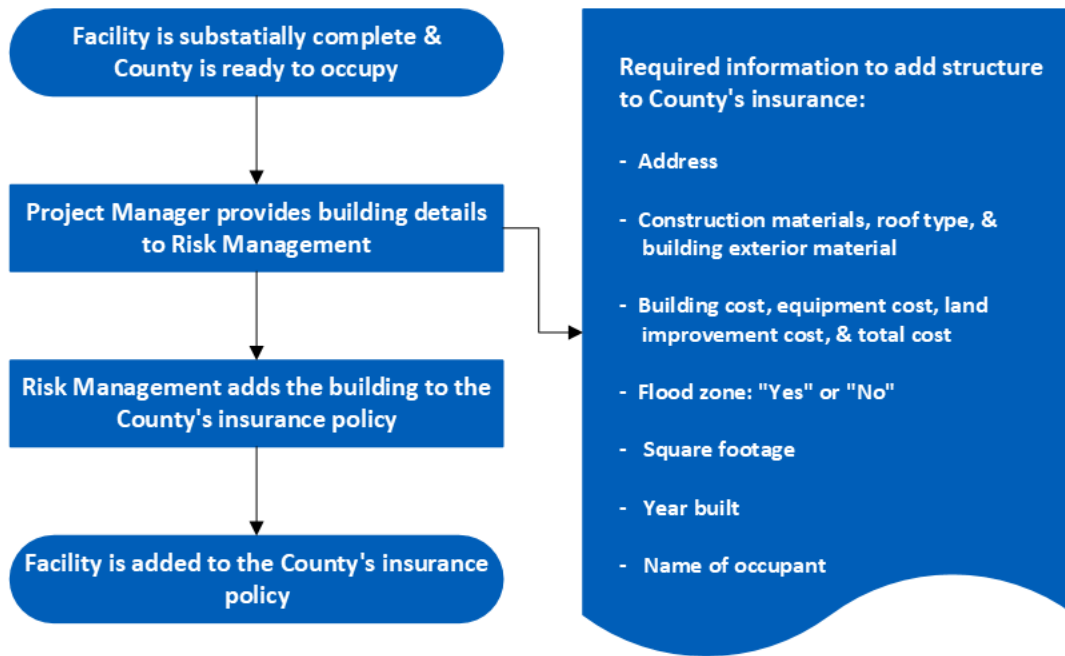 Facility is substatially complete &
County is ready to occupy
Project Manager provides building details
to Risk Management
Risk Management adds the building to the
County's insurance policy
Facility is added to the County's insurance
policy
Required information to add structure
to County's insurance:
- Address
- Construction materials, roof type, &
building exterior material
- Building cost, equipment cost, land
improvement cost, & total cost
- Flood zone: "Yes" or "No"
- Square footage
- Year built
- Name of occupant